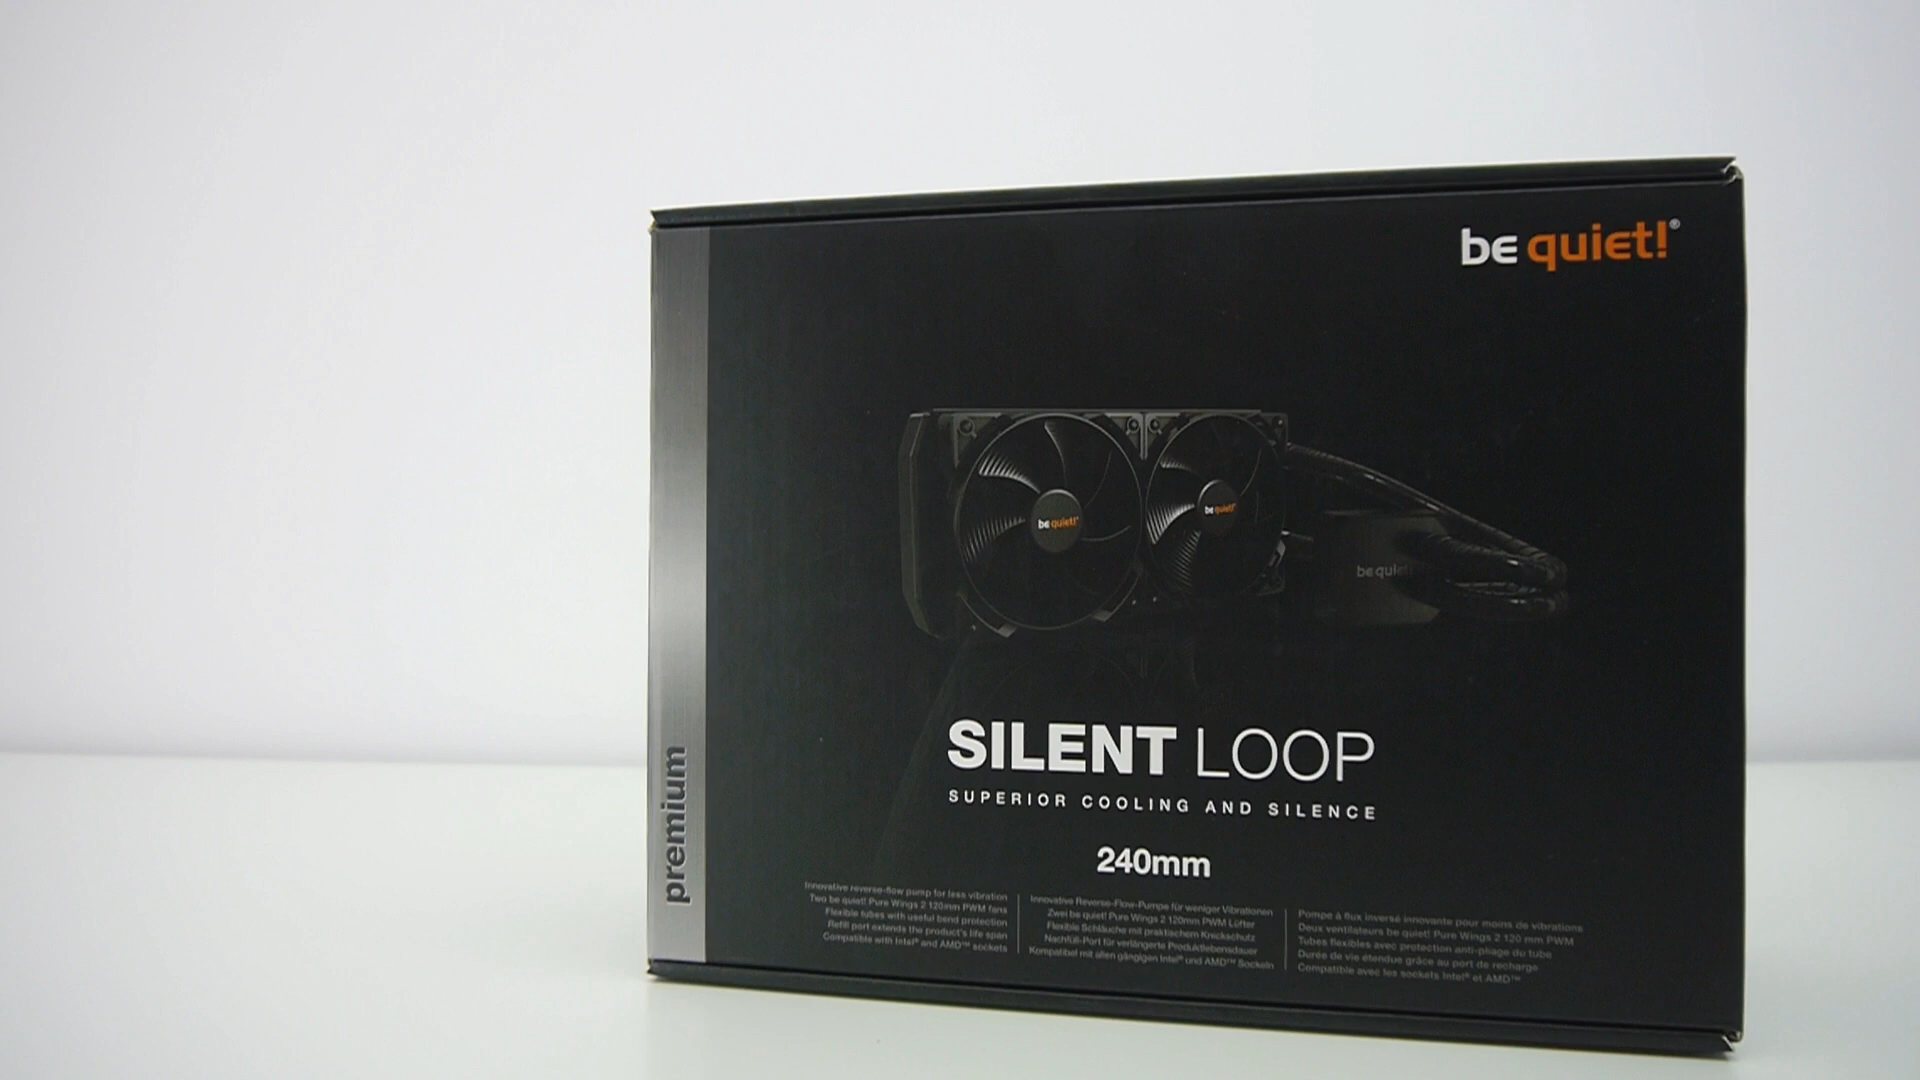 be quiet!®
be quiet!®
be quiet!®
be quie
SILENT LOOP
SUPERIOR COOLING AND SILENCE
240mm
premium
Innovative reverse-flow pump for less vibration
Two be quiet! Pure Wings 2 120mm PWM fans
Flexible tubes with useful bend protection
Refill port extends the product's life span
Compatible with Intel® and AMD™ sockets
Innovative Reverse-Flow-Pumpe für weniger Vibrationen
Zwei be quiet! Pure Wings 2 120mm PWM Lüfter
Flexible Schläuche mit praktischem Knickschutz
Nachfüll-Port für verlängerte Produktlebensdauer
Kompatibel mit allen gängigen Intel® und AMD™ Sockeln
Pompe à flux inversé innovante pour moins de vibrations
Deux ventilateurs be quiet! Pure Wings 2 120 mm PWM
Tubes flexibles avec protection anti-pliage du tube
Durée de vie étendue grâce au port de recharge
Compatible avec les sockets Intel® et AMD™